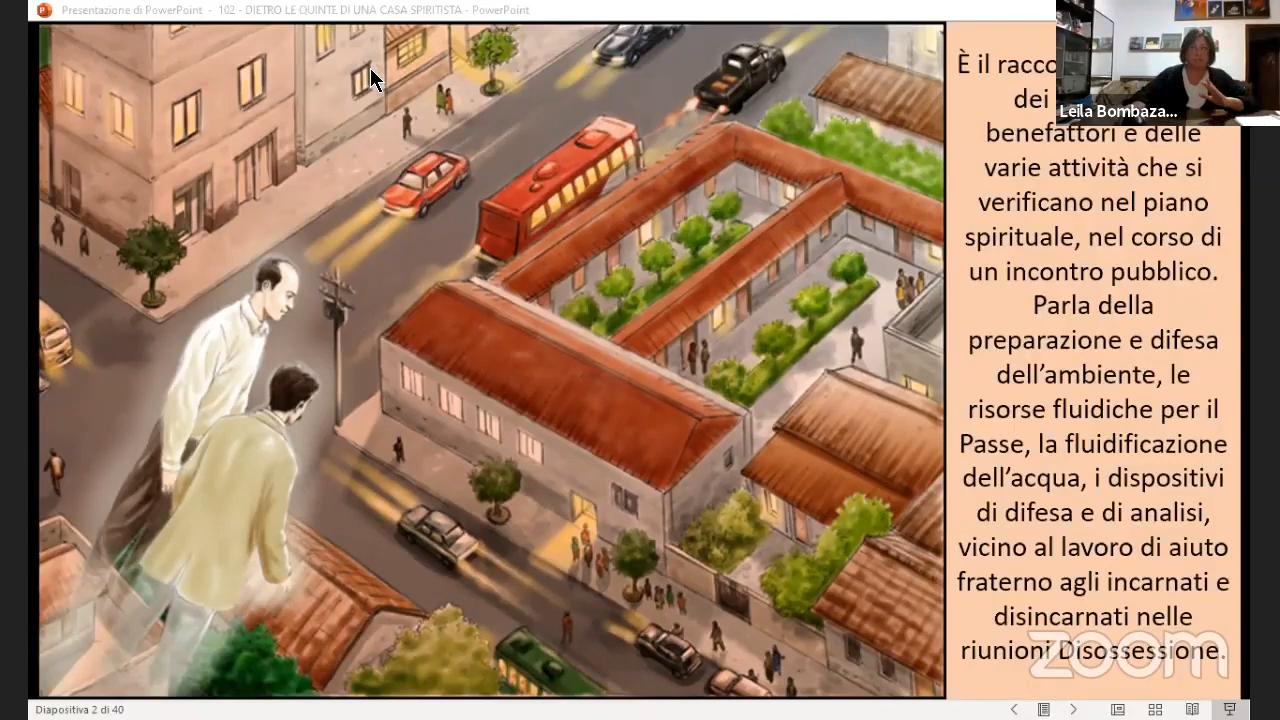 Presentazione di PowerPoint - 102 - DIETRO LE QUINTE DI UNA CASA SPIRITISTA - PowerPoint
È il racco
dei
benefattori e delle
varie attività che si
verificano nel piano
spirituale, nel corso di
un incontro pubblico.
Parla della
preparazione e difesa
dell’ambiente, le
risorse fluidiche per il
Passe, la fluidificazione
dell’acqua, i dispositivi
di difesa e di analisi,
vicino al lavoro di aiuto
fraterno agli incarnati e
disincarnati nelle
riunioni Disossessione.
Leila Bombaza...
zoom
Diapositiva 2 di 40